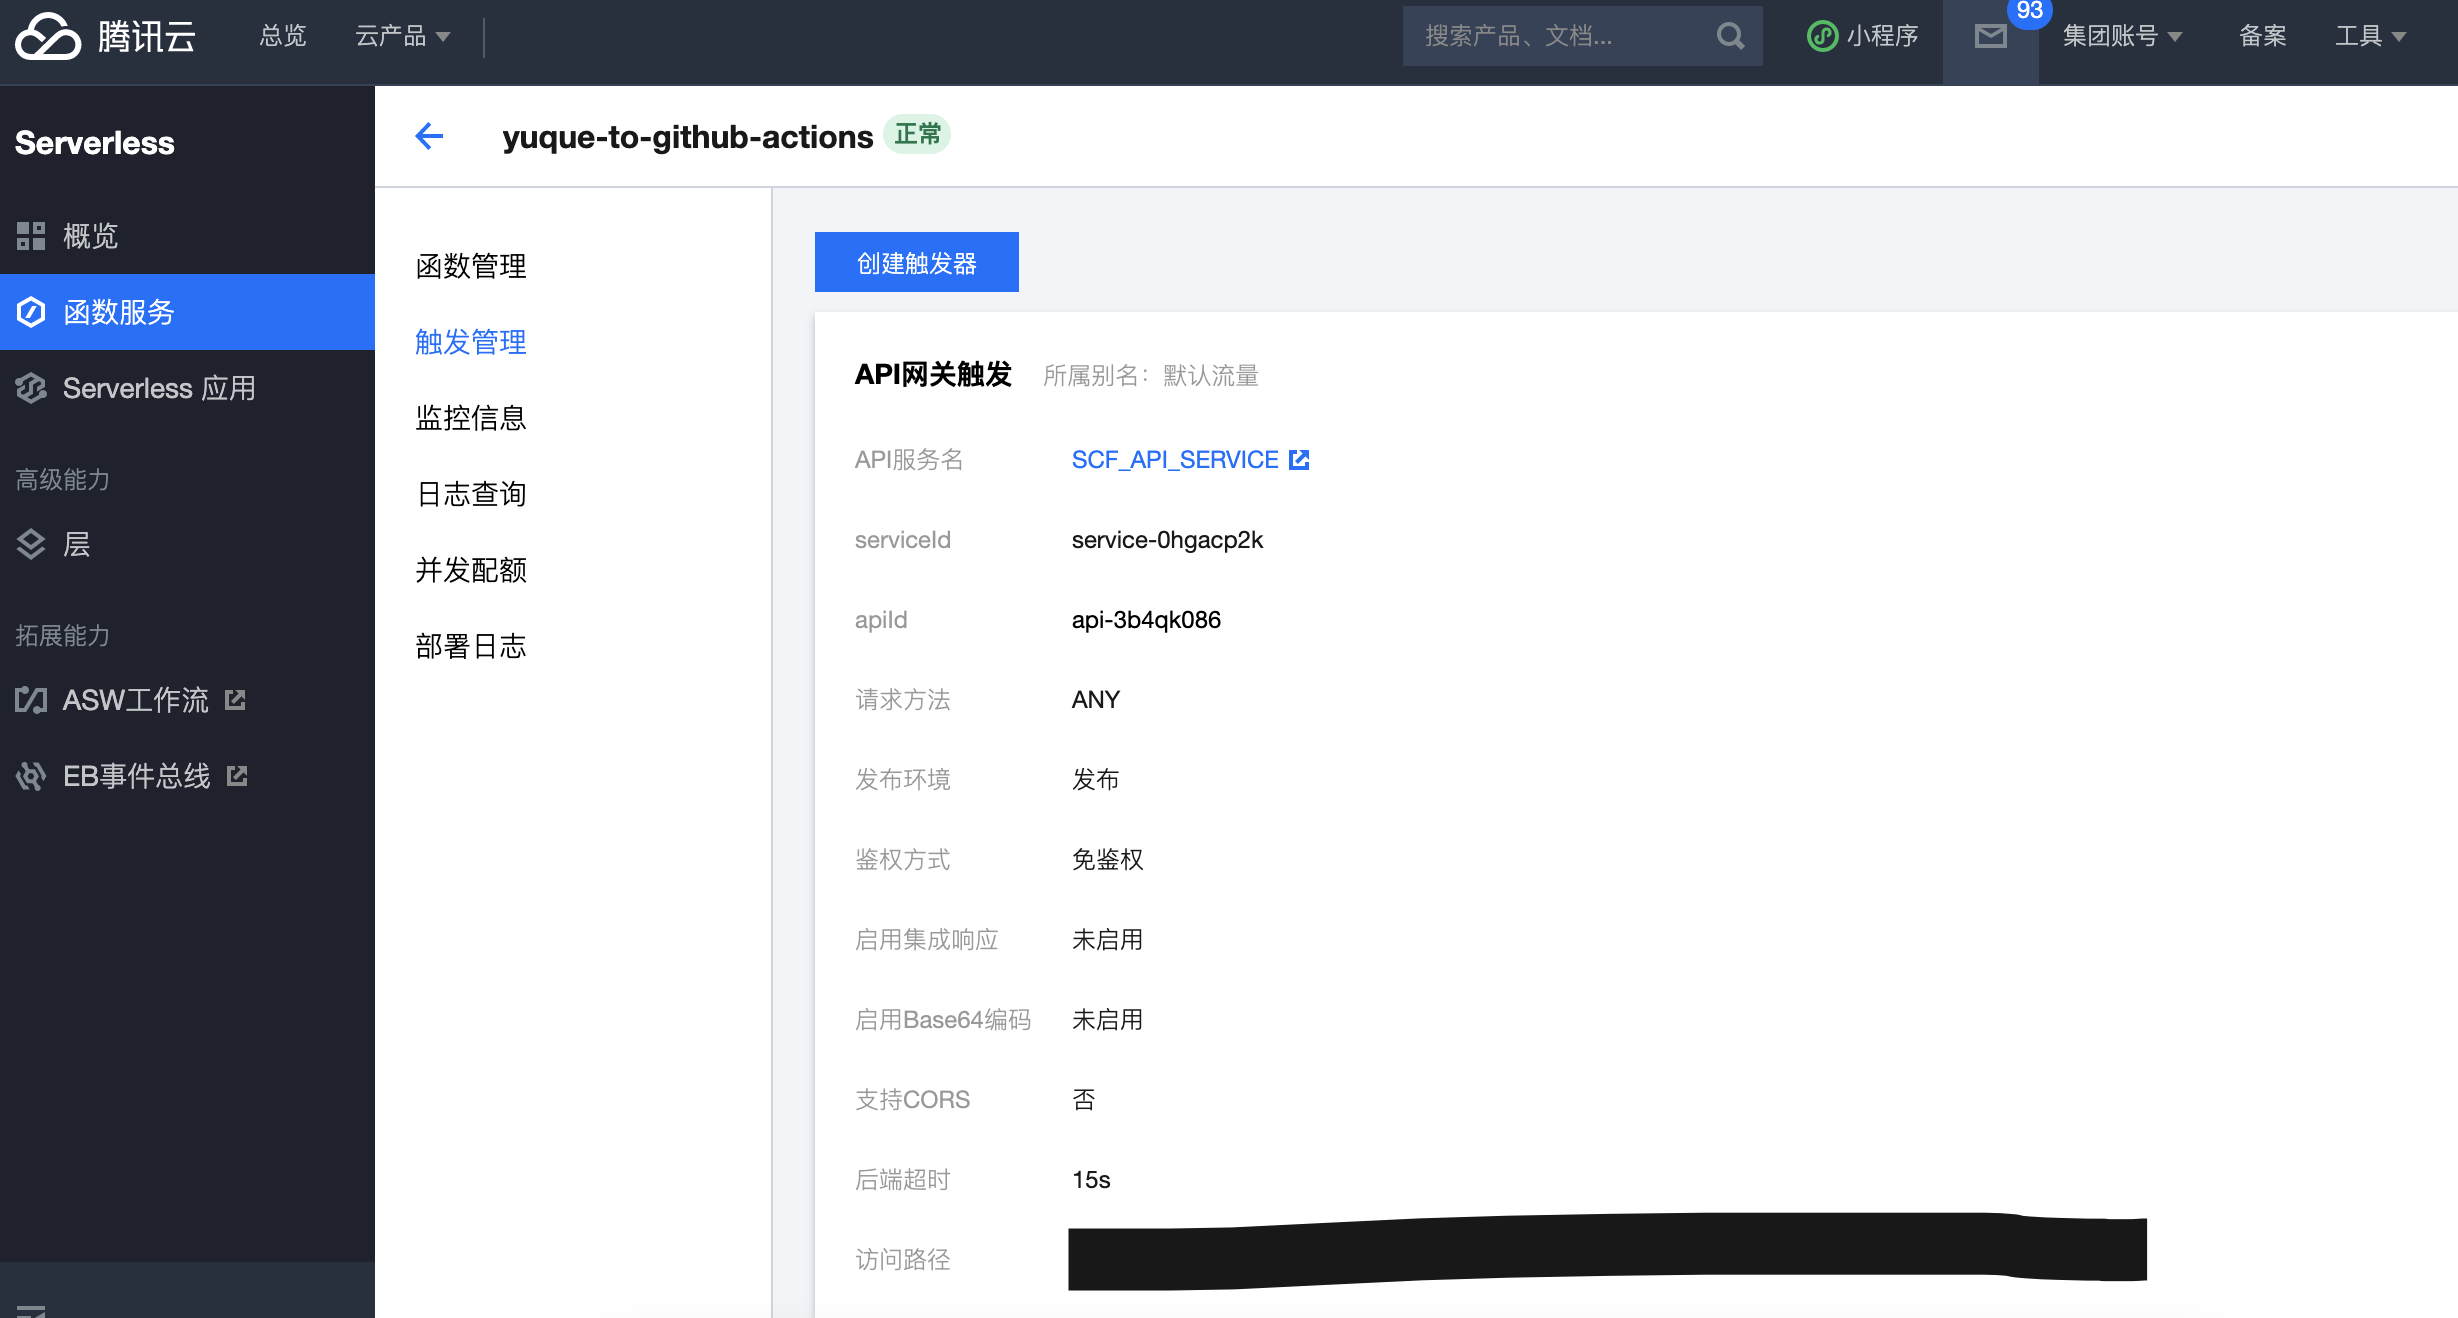 腾讯云 总览 云产品 搜索产品、文档... 小程序 93 集团账号 备案 工具
Serverless
概览
函数服务
Serverless 应用
高级能力
层
拓展能力
ASW工作流
EB事件总线
yuque-to-github-actions 正常
函数管理
触发管理
监控信息
日志查询
并发配额
部署日志
创建触发器
API网关触发 所属别名：默认流量
API服务名 SCF_API_SERVICE
serviceId service-0hgacp2k
apiId api-3b4qk086
请求方法 ANY
发布环境 发布
鉴权方式 免鉴权
启用集成响应 未启用
启用Base64编码 未启用
支持CORS 否
后端超时 15s
访问路径